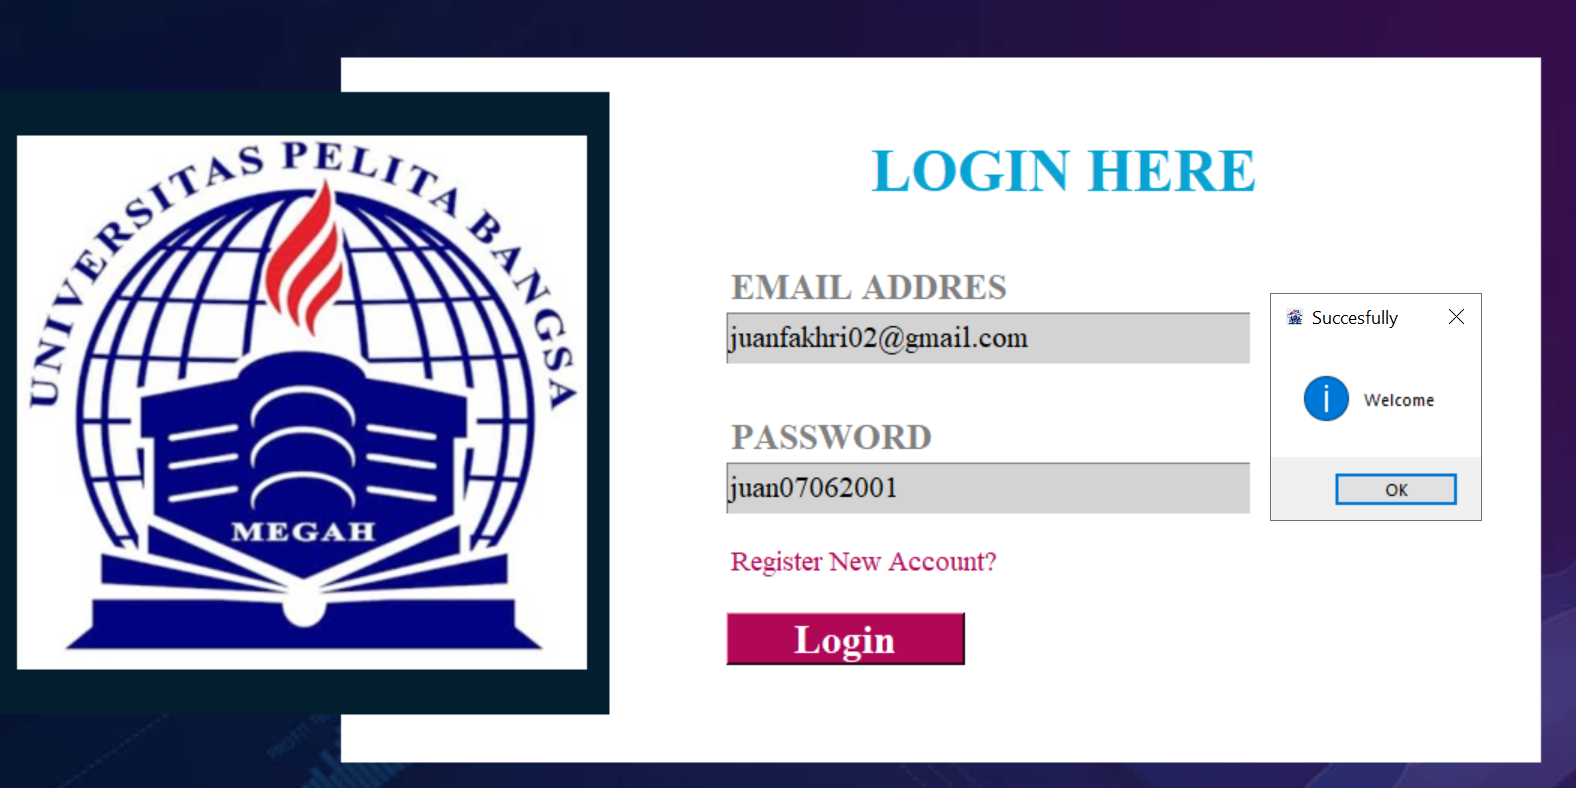 UNIVERSITAS PELITA BANGSA
MEGAH
LOGIN HERE
EMAIL ADDRES
juanfakhri02@gmail.com
PASSWORD
juan07062001
Register New Account?
Login
Succesfully
Welcome
OK